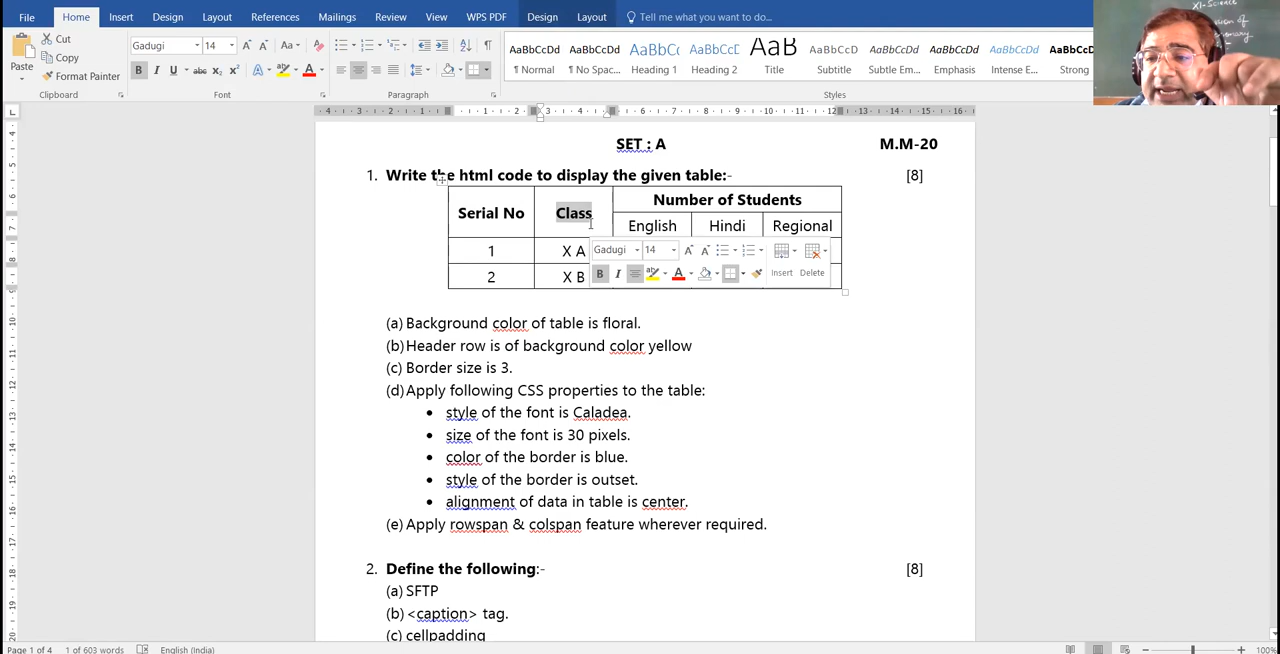 File Home Insert Design Layout References Mailings Review View WPS PDF Design Layout Tell me what you want to do...
XI-Science
Paste Cut Copy Format Painter
Gadugi 14 Aa
B I U abc X₂ X² A
AaBbCcDd AaBbCcDd AaBbCc AaBbCcD AaB AaBbCcD AaBbCcDd AaBbCcDd AaBbCcDd AaBbCcDd
¶ Normal ¶ No Spac... Heading 1 Heading 2 Title Subtitle Subtle Em... Emphasis Intense E... Strong
Clipboard Font Paragraph Styles
SET : A M.M-20
1. Write the html code to display the given table:- [8]
Serial No Class Number of Students
English Hindi Regional
1 X A
2 X B
Gadugi 14
B I A Insert Delete
(a) Background color of table is floral.
(b) Header row is of background color yellow
(c) Border size is 3.
(d) Apply following CSS properties to the table:
• style of the font is Caladea.
• size of the font is 30 pixels.
• color of the border is blue.
• style of the border is outset.
• alignment of data in table is center.
(e) Apply rowspan & colspan feature wherever required.
2. Define the following:- [8]
(a) SFTP
(b) <caption> tag.
(c) cellpadding
Page 1 of 4 1 of 603 words English (India) 100%